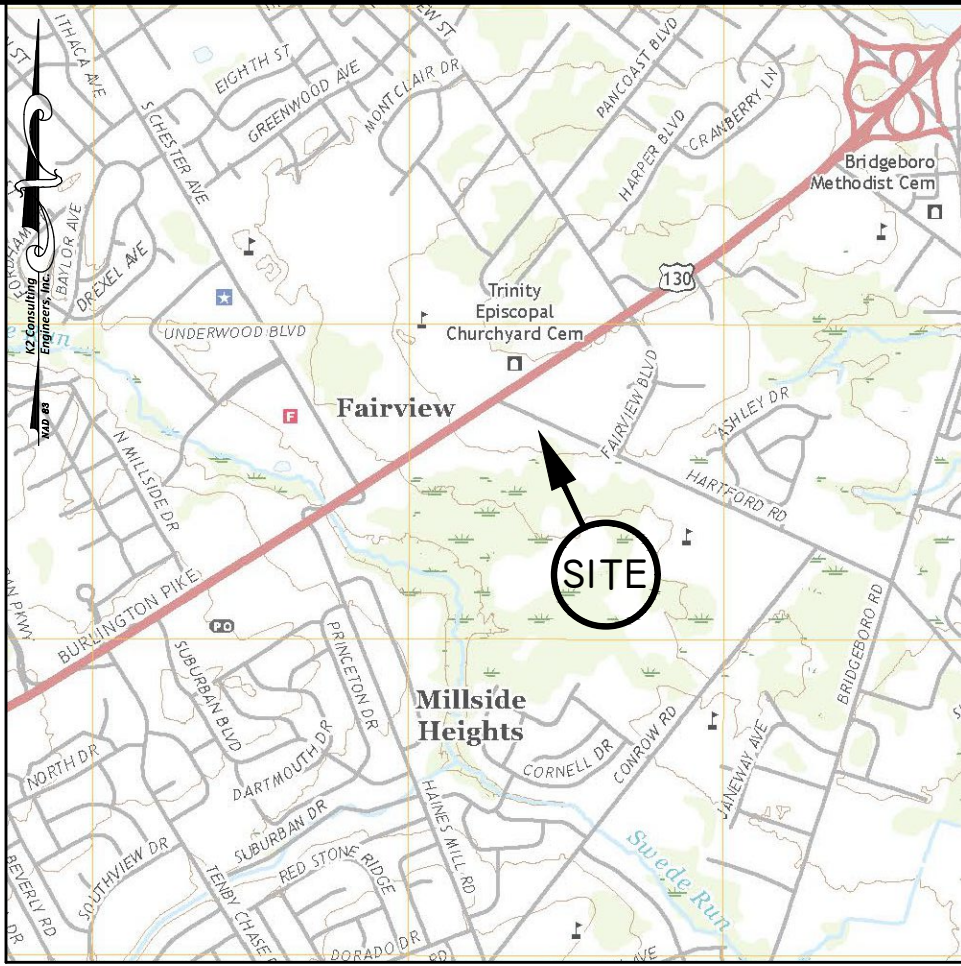 ITHACA AVE
EIGHTH ST
GREENWOOD AVE
MONTCLAIR DR
PANCOAST BLVD
S CHESTER AVE
HARPER BLVD
CRANBERRY LN
Bridgeboro
Methodist Cem
BAYLOR AVE
DREXEL AVE
K2 Consulting
Engineers, Inc.
NAD 83
130
Trinity
Episcopal
Churchyard Cem
UNDERWOOD BLVD
Fairview
F
FAIRVIEW BLVD
ASHLEY DR
N MILLSIDE DR
HARTFORD RD
SITE
BURLINGTON PIKE
PO
PRINCETON DR
SUBURBAN BLVD
BRIDGEBORO RD
Millside
Heights
NORTH DR
DARTMOUTH DR
CORNELL DR
CONROW RD
JANEWAY AVE
SUBURBAN DR
HAINES MILL RD
SOUTHVIEW DR
BEVERLY RD
RED STONE RIDGE
Swede Run
TENBY CHASE
DORADO DR